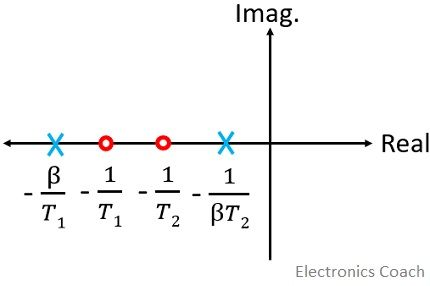 Imag.
Real
- β/T₁ - 1/T₁ - 1/T₂ - 1/βT₂
Electronics Coach